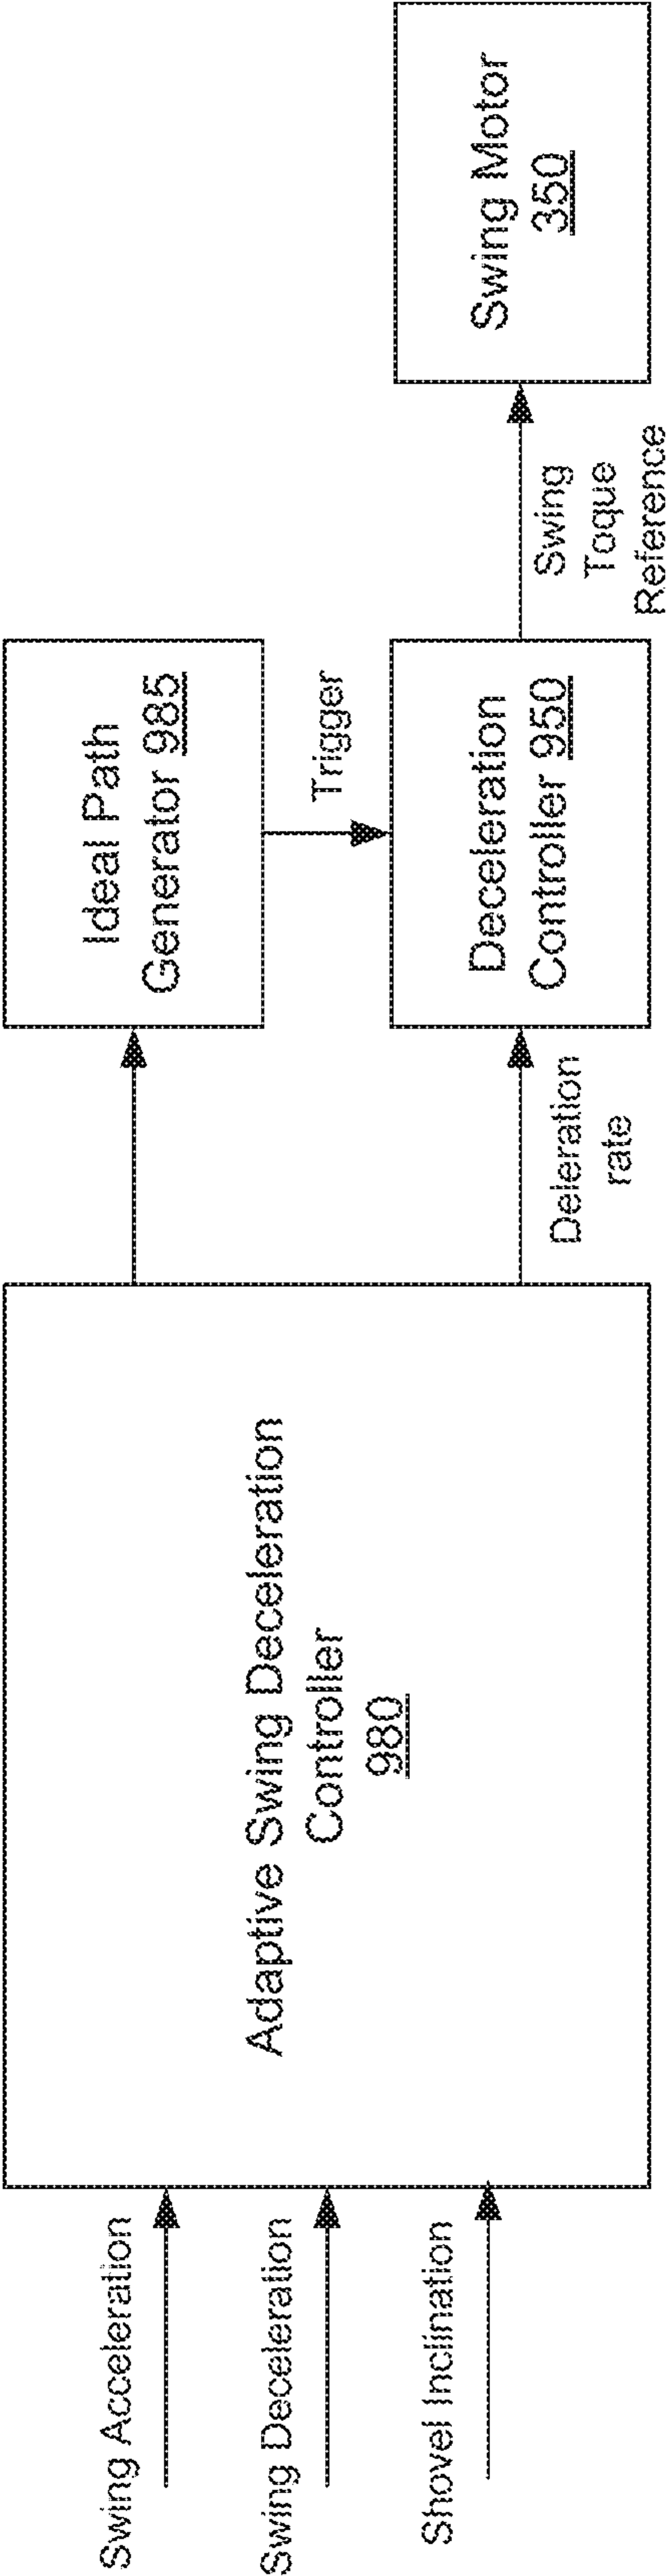 Swing Acceleration
Swing Deceleration
Shovel Inclination
Adaptive Swing Deceleration
Controller
980
Ideal Path
Generator 985
Trigger
Deleration
rate
Deceleration
Controller 950
Swing
Toque
Reference
Swing Motor
350